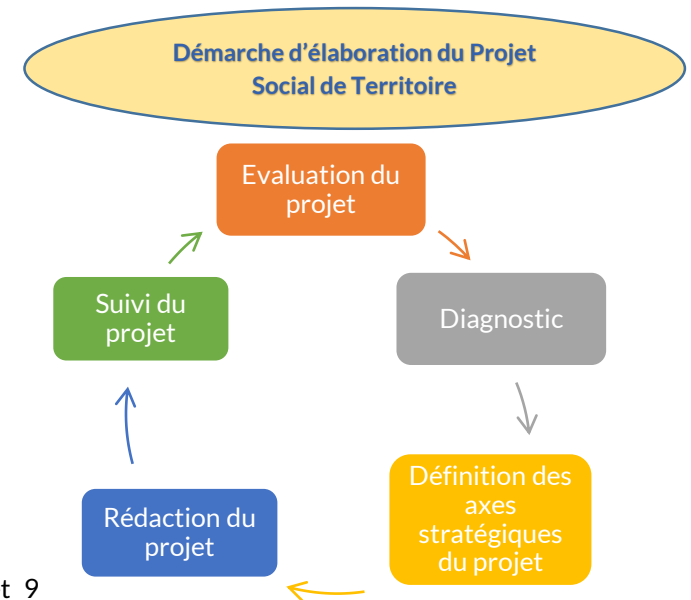 Démarche d'élaboration du Projet
Social de Territoire
Evaluation du
projet
Diagnostic
Définition des
axes
stratégiques
du projet
Rédaction du
projet
Suivi du
projet
t 9